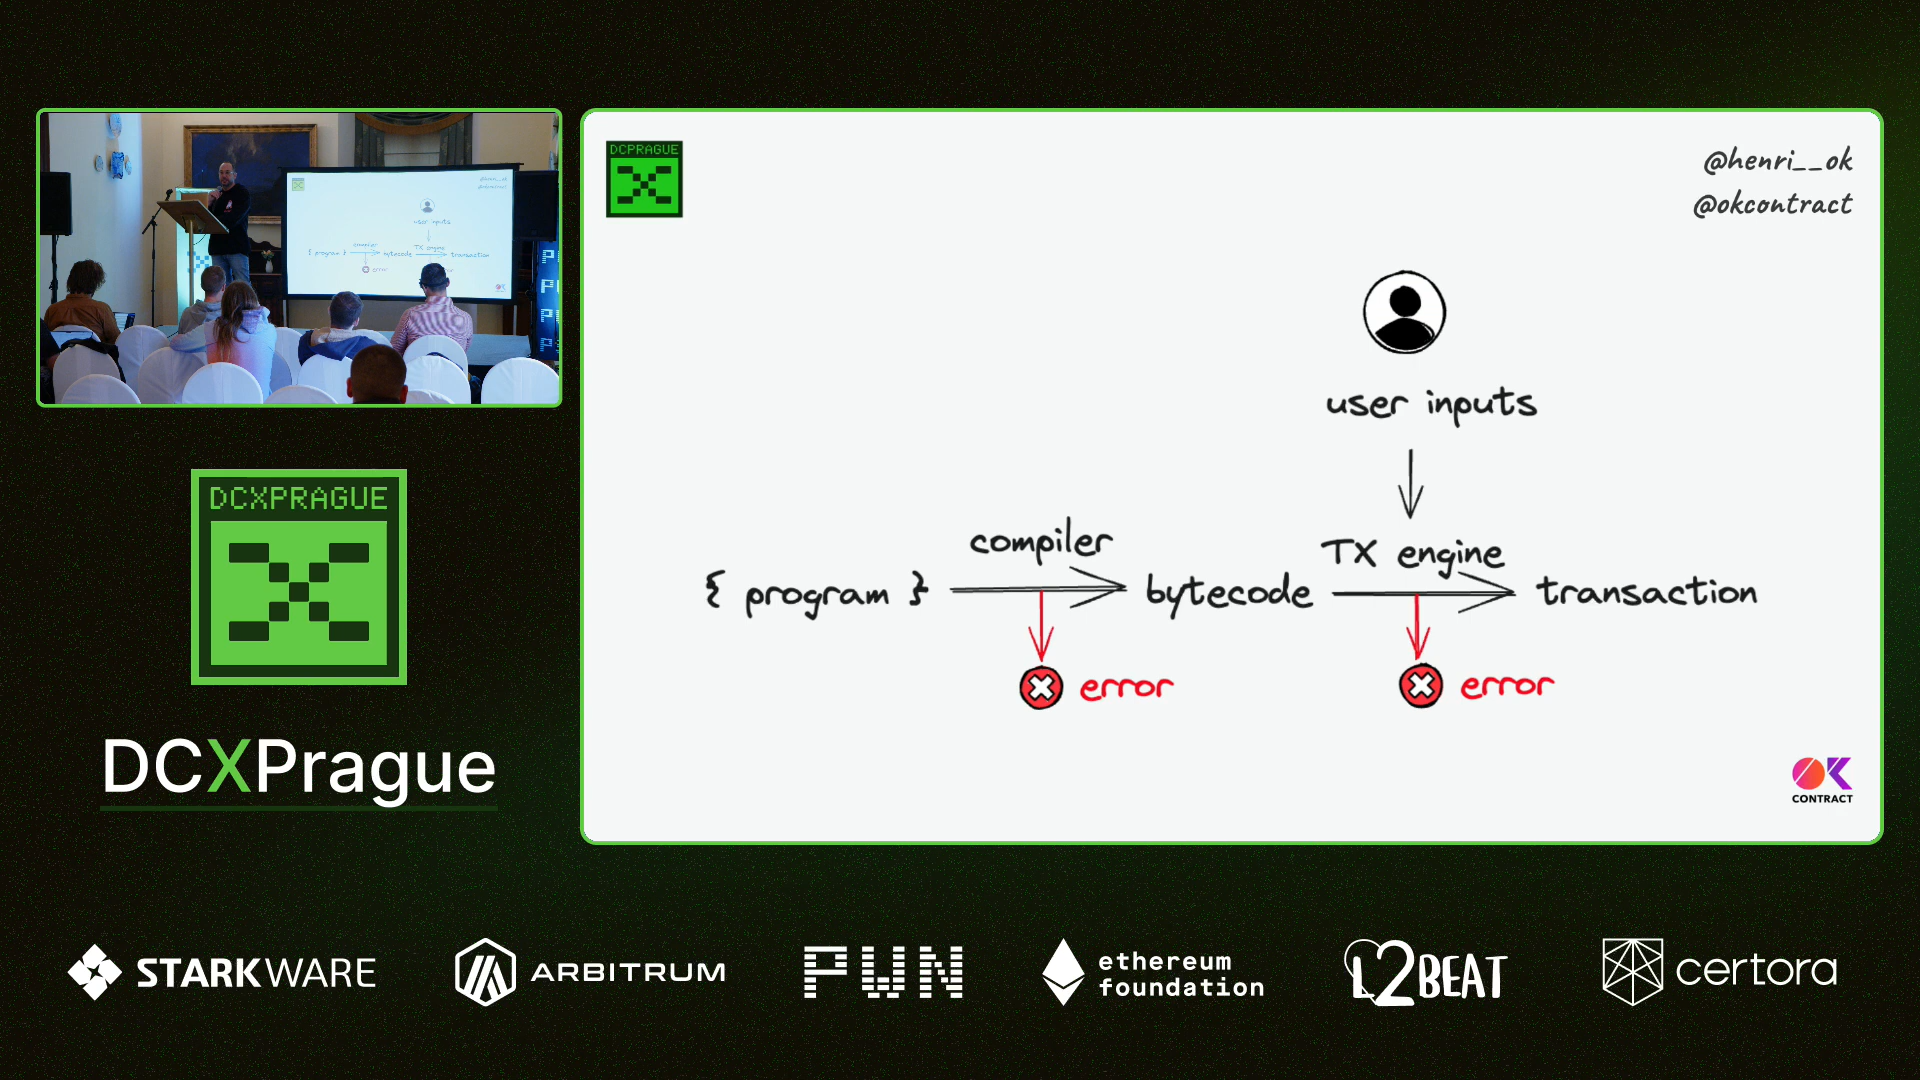 DCPRAGUE
@henri__ok
@okcontract
user inputs
compiler
TX engine
{ program }
bytecode
transaction
error
error
OK
CONTRACT
DCXPRAGUE
DCXPrague
STARKWARE
ARBITRUM
PWN
ethereum
foundation
L2BEAT
certora